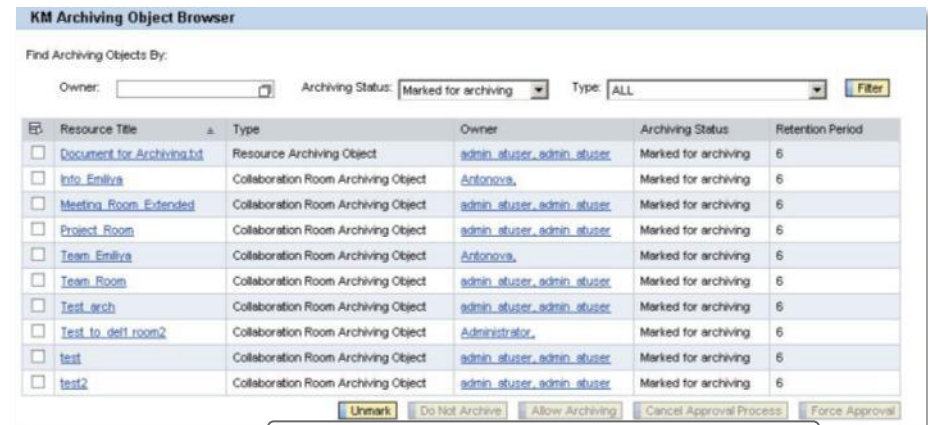 KM Archiving Object Browser
Find Archiving Objects By:
Owner: Archiving Status: Marked for archiving Type: ALL Filter
Resource Title Type Owner Archiving Status Retention Period
Document for Archiving.txt Resource Archiving Object admin_atuser, admin_atuser Marked for archiving 6
Info_Emiliya Collaboration Room Archiving Object Antonova, Marked for archiving 6
Meeting_Room_Extended Collaboration Room Archiving Object admin_atuser, admin_atuser Marked for archiving 6
Project_Room Collaboration Room Archiving Object admin_atuser, admin_atuser Marked for archiving 6
Team_Emiliya Collaboration Room Archiving Object Antonova, Marked for archiving 6
Team_Room Collaboration Room Archiving Object admin_atuser, admin_atuser Marked for archiving 6
Test_arch Collaboration Room Archiving Object admin_atuser, admin_atuser Marked for archiving 6
Test_to_del1 room2 Collaboration Room Archiving Object Administrator, Marked for archiving 6
test Collaboration Room Archiving Object admin_atuser, admin_atuser Marked for archiving 6
test2 Collaboration Room Archiving Object admin_atuser, admin_atuser Marked for archiving 6
Unmark Do Not Archive Allow Archiving Cancel Approval Process Force Approval